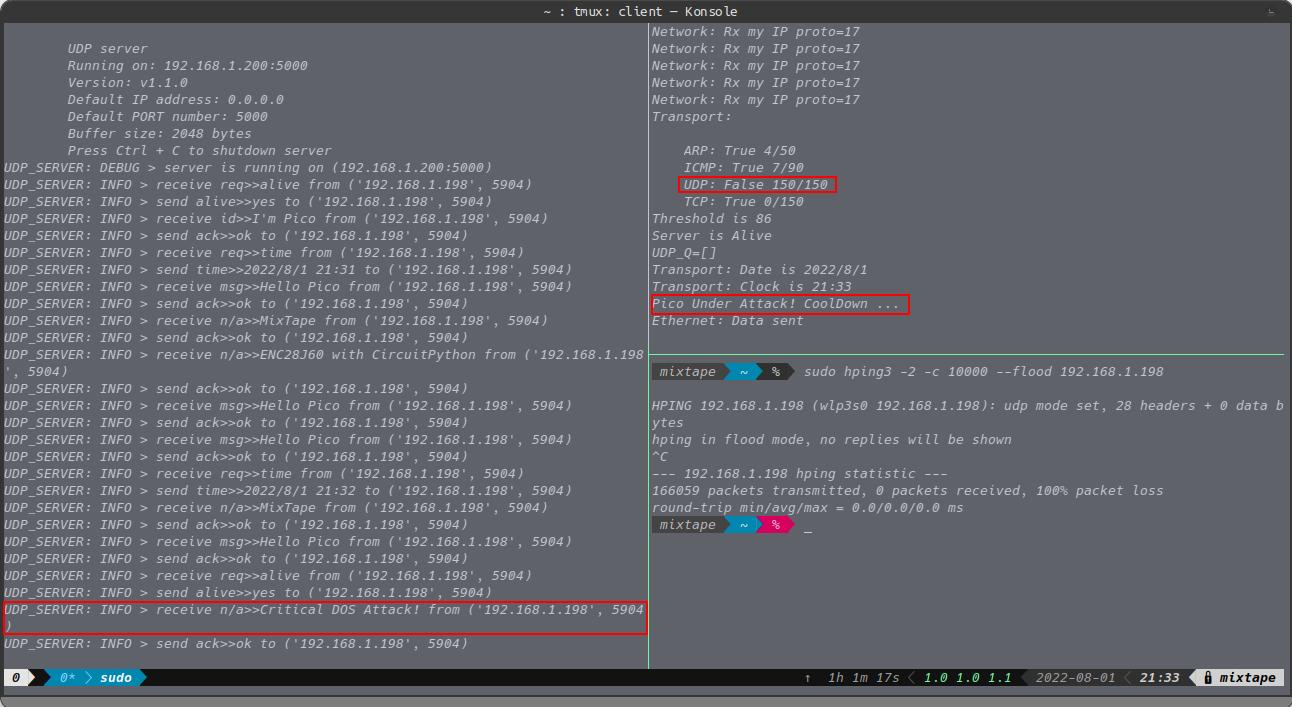 ~ : tmux: client — Konsole
UDP server
Running on: 192.168.1.200:5000
Version: v1.1.0
Default IP address: 0.0.0.0
Default PORT number: 5000
Buffer size: 2048 bytes
Press Ctrl + C to shutdown server
UDP_SERVER: DEBUG > server is running on (192.168.1.200:5000)
UDP_SERVER: INFO > receive req>>alive from ('192.168.1.198', 5904)
UDP_SERVER: INFO > send alive>>yes to ('192.168.1.198', 5904)
UDP_SERVER: INFO > receive id>>I'm Pico from ('192.168.1.198', 5904)
UDP_SERVER: INFO > send ack>>ok to ('192.168.1.198', 5904)
UDP_SERVER: INFO > receive req>>time from ('192.168.1.198', 5904)
UDP_SERVER: INFO > send time>>2022/8/1 21:31 to ('192.168.1.198', 5904)
UDP_SERVER: INFO > receive msg>>Hello Pico from ('192.168.1.198', 5904)
UDP_SERVER: INFO > send ack>>ok to ('192.168.1.198', 5904)
UDP_SERVER: INFO > receive n/a>>MixTape from ('192.168.1.198', 5904)
UDP_SERVER: INFO > send ack>>ok to ('192.168.1.198', 5904)
UDP_SERVER: INFO > receive n/a>>ENC28J60 with CircuitPython from ('192.168.1.198
', 5904)
UDP_SERVER: INFO > send ack>>ok to ('192.168.1.198', 5904)
UDP_SERVER: INFO > receive msg>>Hello Pico from ('192.168.1.198', 5904)
UDP_SERVER: INFO > send ack>>ok to ('192.168.1.198', 5904)
UDP_SERVER: INFO > receive msg>>Hello Pico from ('192.168.1.198', 5904)
UDP_SERVER: INFO > send ack>>ok to ('192.168.1.198', 5904)
UDP_SERVER: INFO > receive req>>time from ('192.168.1.198', 5904)
UDP_SERVER: INFO > send time>>2022/8/1 21:32 to ('192.168.1.198', 5904)
UDP_SERVER: INFO > receive n/a>>MixTape from ('192.168.1.198', 5904)
UDP_SERVER: INFO > send ack>>ok to ('192.168.1.198', 5904)
UDP_SERVER: INFO > receive msg>>Hello Pico from ('192.168.1.198', 5904)
UDP_SERVER: INFO > send ack>>ok to ('192.168.1.198', 5904)
UDP_SERVER: INFO > receive req>>alive from ('192.168.1.198', 5904)
UDP_SERVER: INFO > send alive>>yes to ('192.168.1.198', 5904)
UDP_SERVER: INFO > receive n/a>>Critical DOS Attack! from ('192.168.1.198', 5904
)
UDP_SERVER: INFO > send ack>>ok to ('192.168.1.198', 5904)
Network: Rx my IP proto=17
Network: Rx my IP proto=17
Network: Rx my IP proto=17
Network: Rx my IP proto=17
Network: Rx my IP proto=17
Transport:
ARP: True 4/50
ICMP: True 7/90
UDP: False 150/150
TCP: True 0/150
Threshold is 86
Server is Alive
UDP_Q=[]
Transport: Date is 2022/8/1
Transport: Clock is 21:33
Pico Under Attack! CoolDown ...
Ethernet: Data sent
mixtape ~ % sudo hping3 -2 -c 10000 --flood 192.168.1.198
HPING 192.168.1.198 (wlp3s0 192.168.1.198): udp mode set, 28 headers + 0 data b
ytes
hping in flood mode, no replies will be shown
^C
--- 192.168.1.198 hping statistic ---
166059 packets transmitted, 0 packets received, 100% packet loss
round-trip min/avg/max = 0.0/0.0/0.0 ms
mixtape ~ % _
0 0* sudo ↑ 1h 1m 17s 1.0 1.0 1.1 2022-08-01 21:33 mixtape